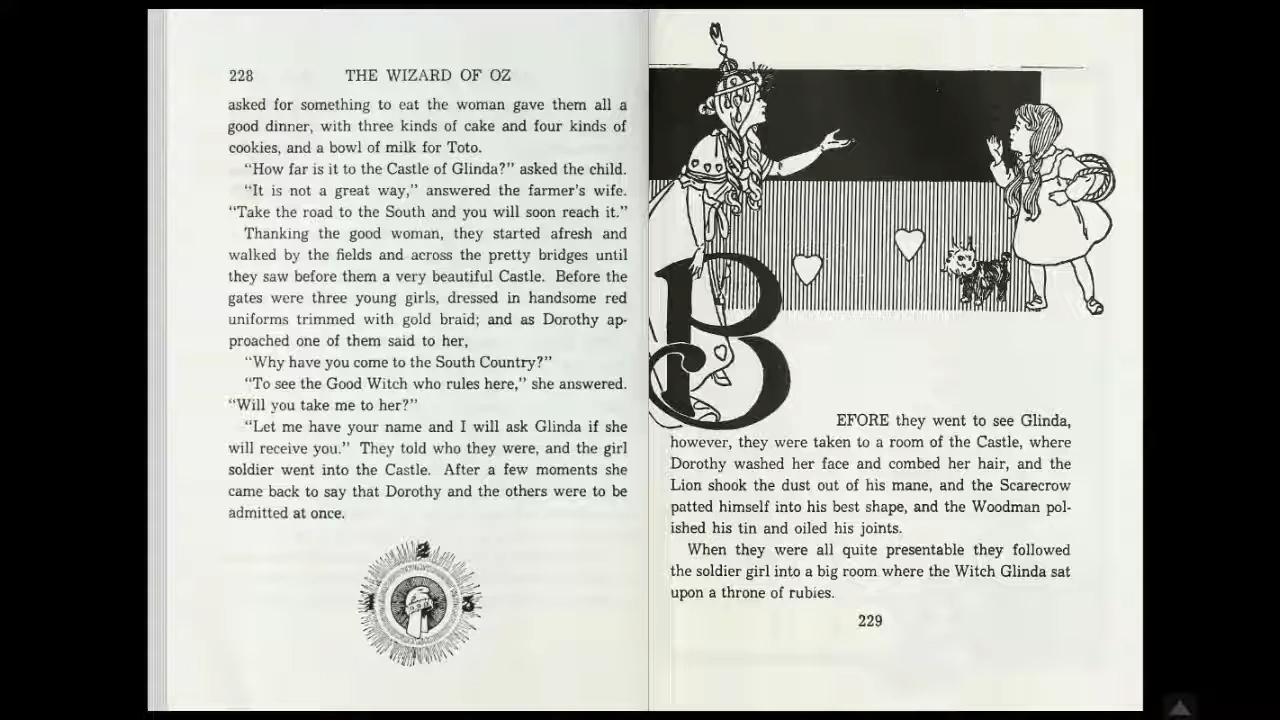 228 THE WIZARD OF OZ
asked for something to eat the woman gave them all a
good dinner, with three kinds of cake and four kinds of
cookies, and a bowl of milk for Toto.
“How far is it to the Castle of Glinda?” asked the child.
“It is not a great way,” answered the farmer’s wife.
“Take the road to the South and you will soon reach it.”
Thanking the good woman, they started afresh and
walked by the fields and across the pretty bridges until
they saw before them a very beautiful Castle. Before the
gates were three young girls, dressed in handsome red
uniforms trimmed with gold braid; and as Dorothy ap-
proached one of them said to her,
“Why have you come to the South Country?”
“To see the Good Witch who rules here,” she answered.
“Will you take me to her?”
“Let me have your name and I will ask Glinda if she
will receive you.” They told who they were, and the girl
soldier went into the Castle. After a few moments she
came back to say that Dorothy and the others were to be
admitted at once.
2
1 3
BEFORE they went to see Glinda,
however, they were taken to a room of the Castle, where
Dorothy washed her face and combed her hair, and the
Lion shook the dust out of his mane, and the Scarecrow
patted himself into his best shape, and the Woodman pol-
ished his tin and oiled his joints.
When they were all quite presentable they followed
the soldier girl into a big room where the Witch Glinda sat
upon a throne of rubies.
229